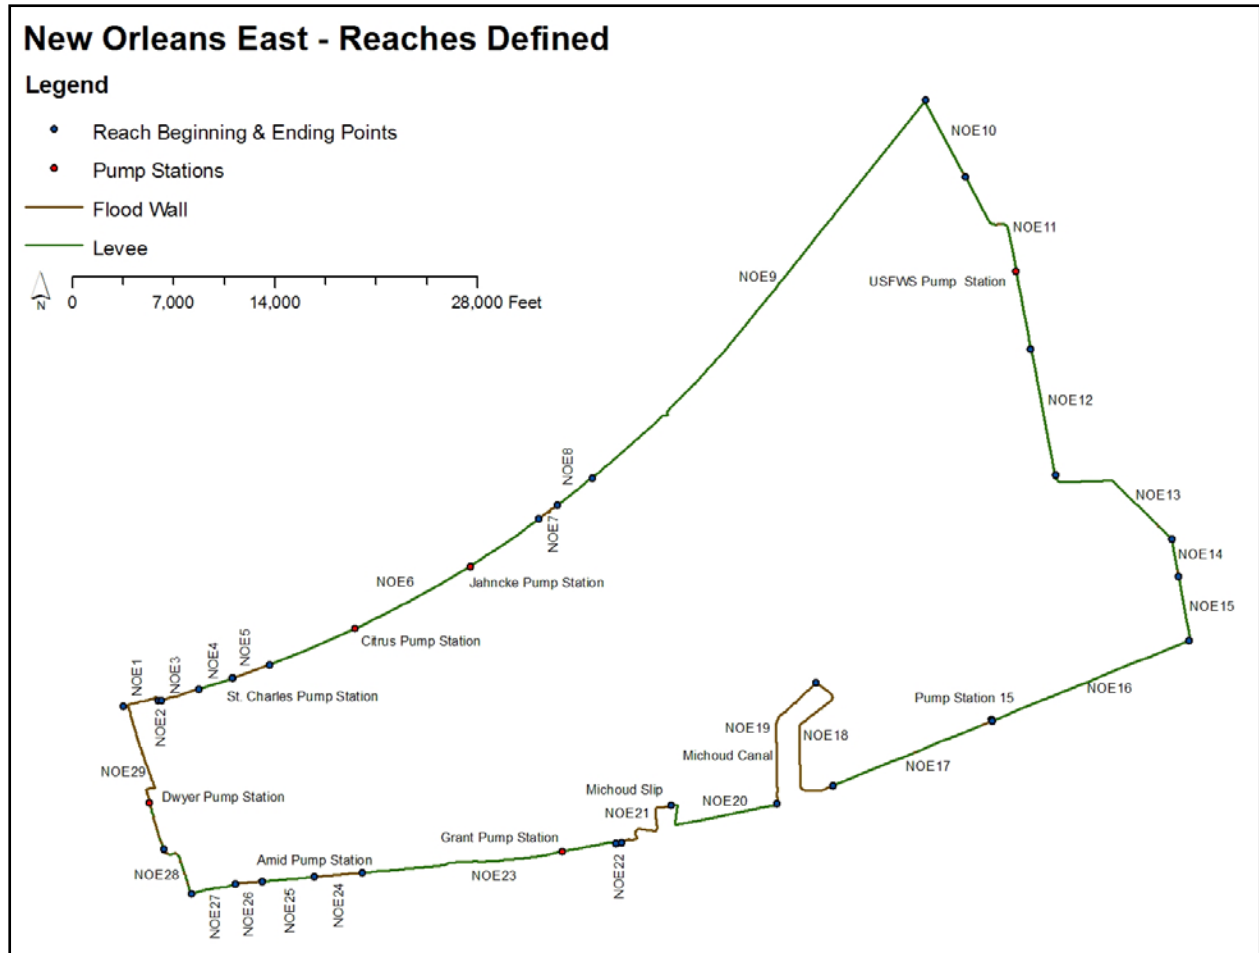 New Orleans East - Reaches Defined
Legend
Reach Beginning & Ending Points
Pump Stations
Flood Wall
Levee
N
0 7,000 14,000 28,000 Feet
NOE10
NOE11
NOE9
USFWS Pump Station
NOE12
NOE8
NOE13
NOE7
NOE14
NOE6
Jahncke Pump Station
NOE15
Citrus Pump Station
NOE5
NOE4
NOE3
NOE1
St. Charles Pump Station
NOE16
NOE2
Pump Station 15
NOE19
NOE18
Michoud Canal
NOE29
NOE17
Michoud Slip
Dwyer Pump Station
NOE20
NOE21
Grant Pump Station
Amid Pump Station
NOE22
NOE28
NOE23
NOE27
NOE26
NOE25
NOE24